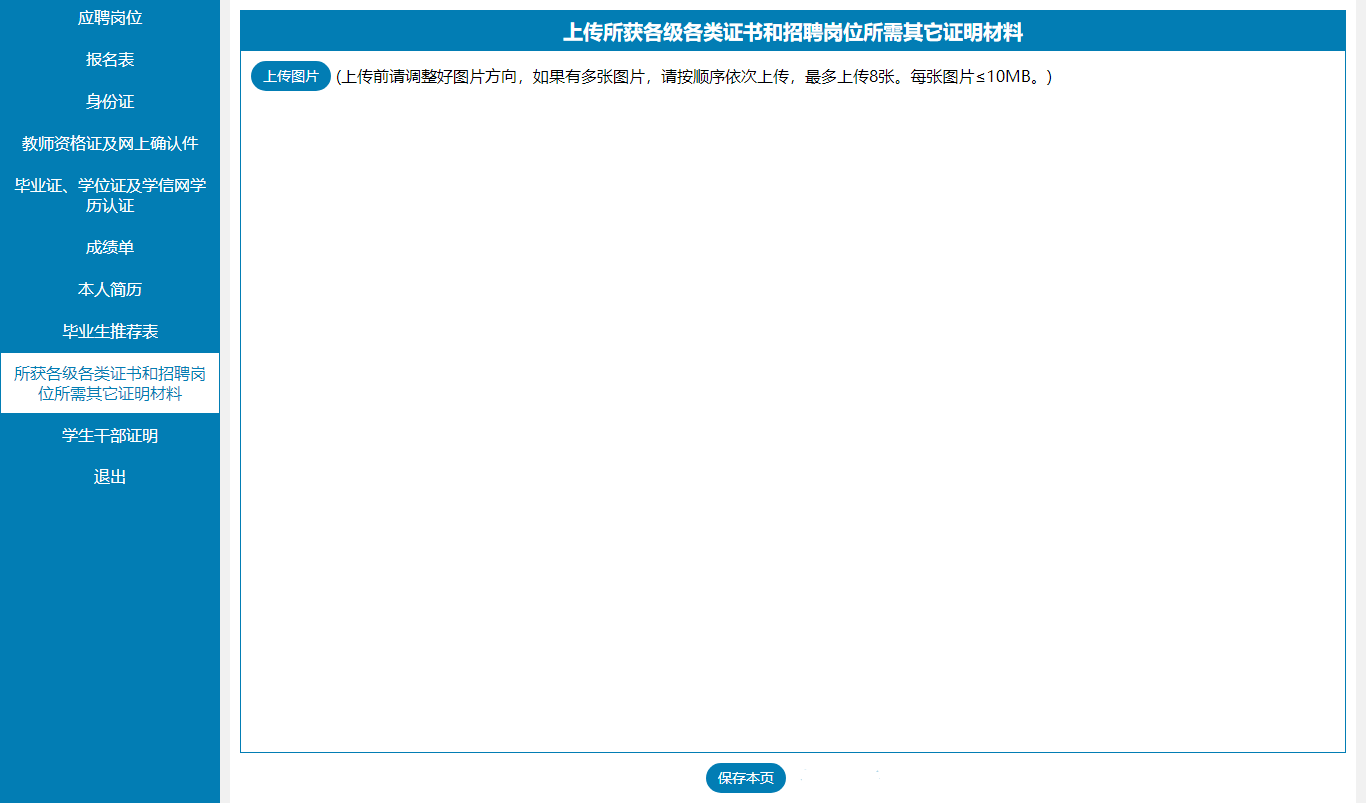 应聘岗位
报名表
身份证
教师资格证及网上确认件
毕业证、学位证及学信网学
历认证
成绩单
本人简历
毕业生推荐表
所获各级各类证书和招聘岗
位所需其它证明材料
学生干部证明
退出
上传所获各级各类证书和招聘岗位所需其它证明材料
上传图片 (上传前请调整好图片方向，如果有多张图片，请按顺序依次上传，最多上传8张。每张图片≤10MB。)
保存本页